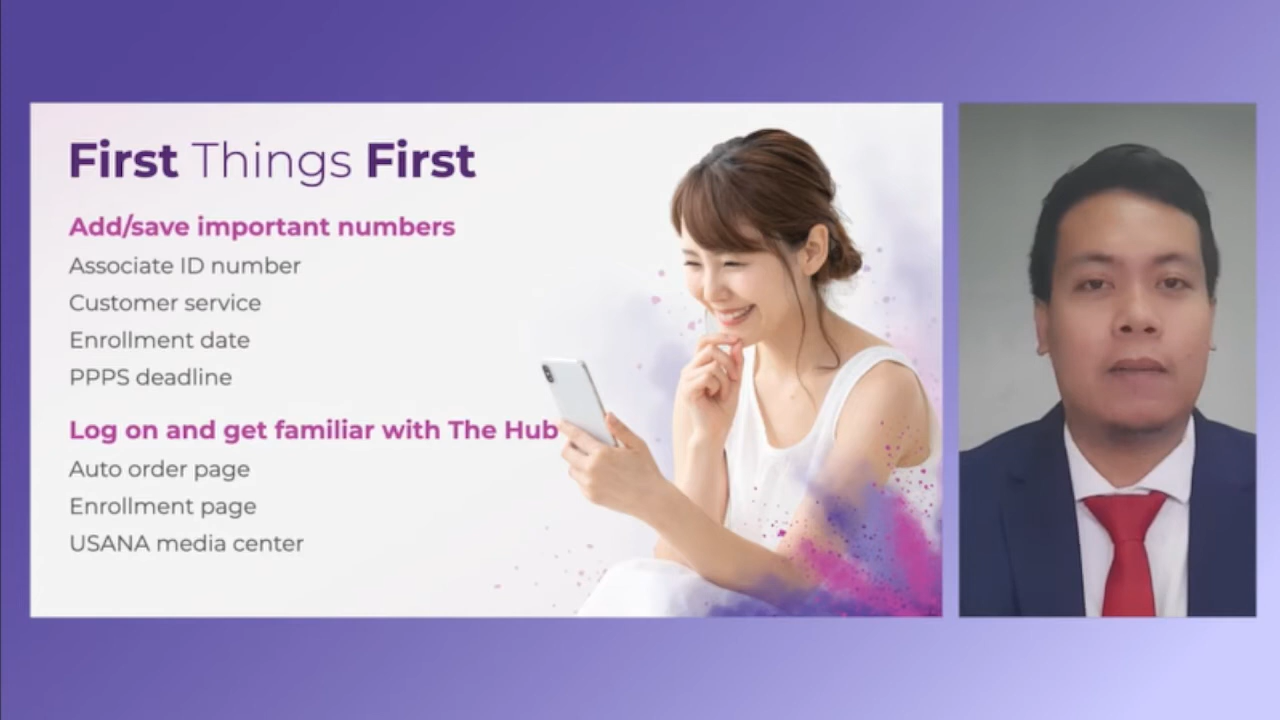 First Things First
Add/save important numbers
Associate ID number
Customer service
Enrollment date
PPPS deadline
Log on and get familiar with The Hub
Auto order page
Enrollment page
USANA media center